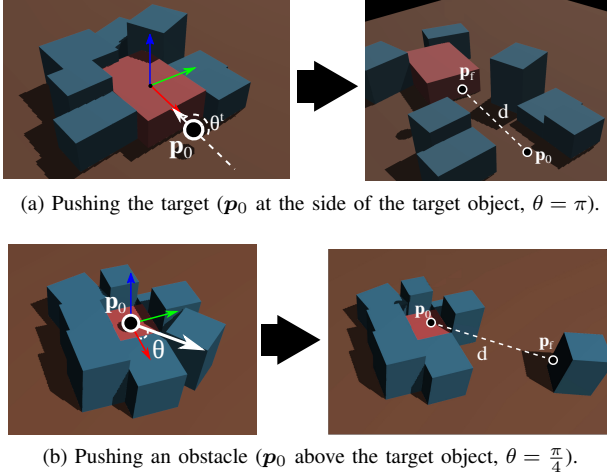 θᵗ
p₀
p_f
d
p₀
(a) Pushing the target (p₀ at the side of the target object, θ = π).
p₀
θ
p₀
d
p_f
(b) Pushing an obstacle (p₀ above the target object, θ = π/4).